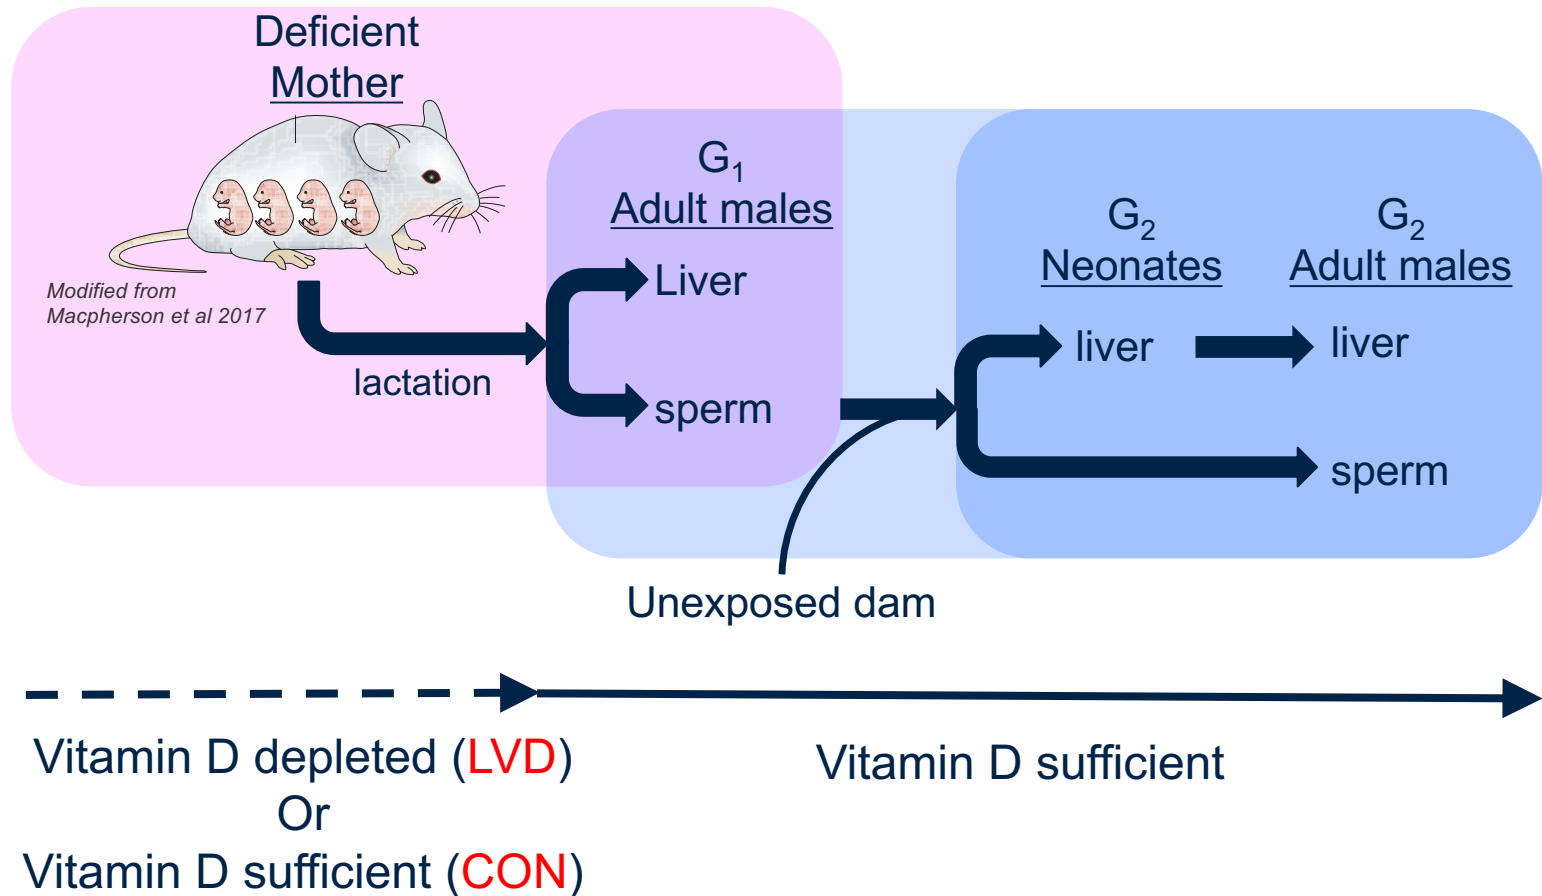 Deficient
Mother
Modified from
Macpherson et al 2017
lactation
G₁
Adult males
Liver
sperm
G₂
Neonates
liver
G₂
Adult males
liver
sperm
Unexposed dam
Vitamin D depleted (LVD)
Or
Vitamin D sufficient (CON)
Vitamin D sufficient